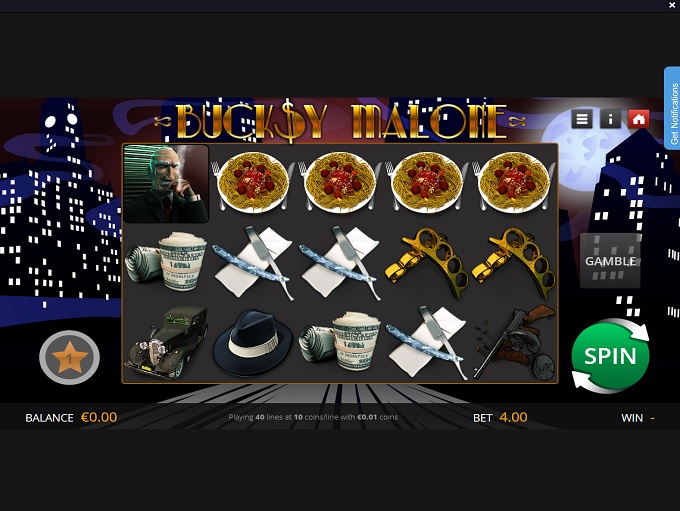 ×
Get Notifications
BUCK$Y MALONE
GAMBLE
1
SPIN
BALANCE €0.00
Playing 40 lines at 10 coins/line with €0.01 coins
BET 4.00
WIN -